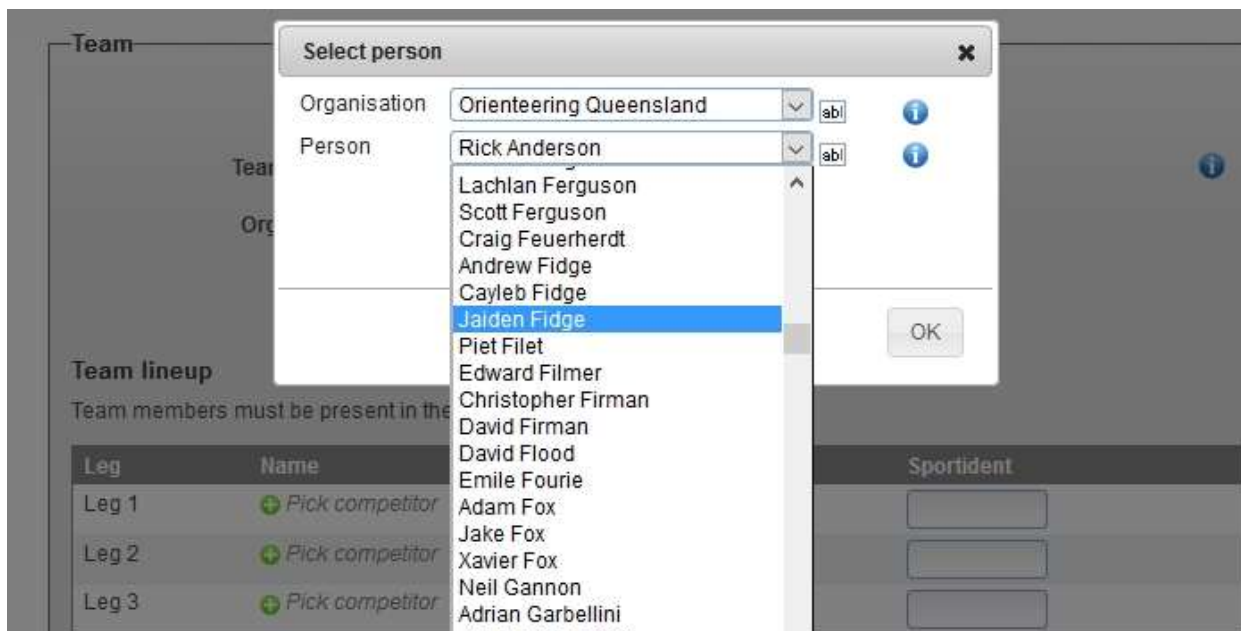 Team
Select person
Organisation Orienteering Queensland abl
Person Rick Anderson abl
Tea
Lachlan Ferguson
Org
Scott Ferguson
Craig Feuerherdt
Andrew Fidge
Cayleb Fidge
Jaiden Fidge
OK
Piet Filet
Team lineup
Edward Filmer
Team members must be present in the
Christopher Firman
David Firman
David Flood
Leg Name Sportident
Emile Fourie
Leg 1 Pick competitor
Adam Fox
Jake Fox
Leg 2 Pick competitor
Xavier Fox
Neil Gannon
Leg 3 Pick competitor
Adrian Garbellini